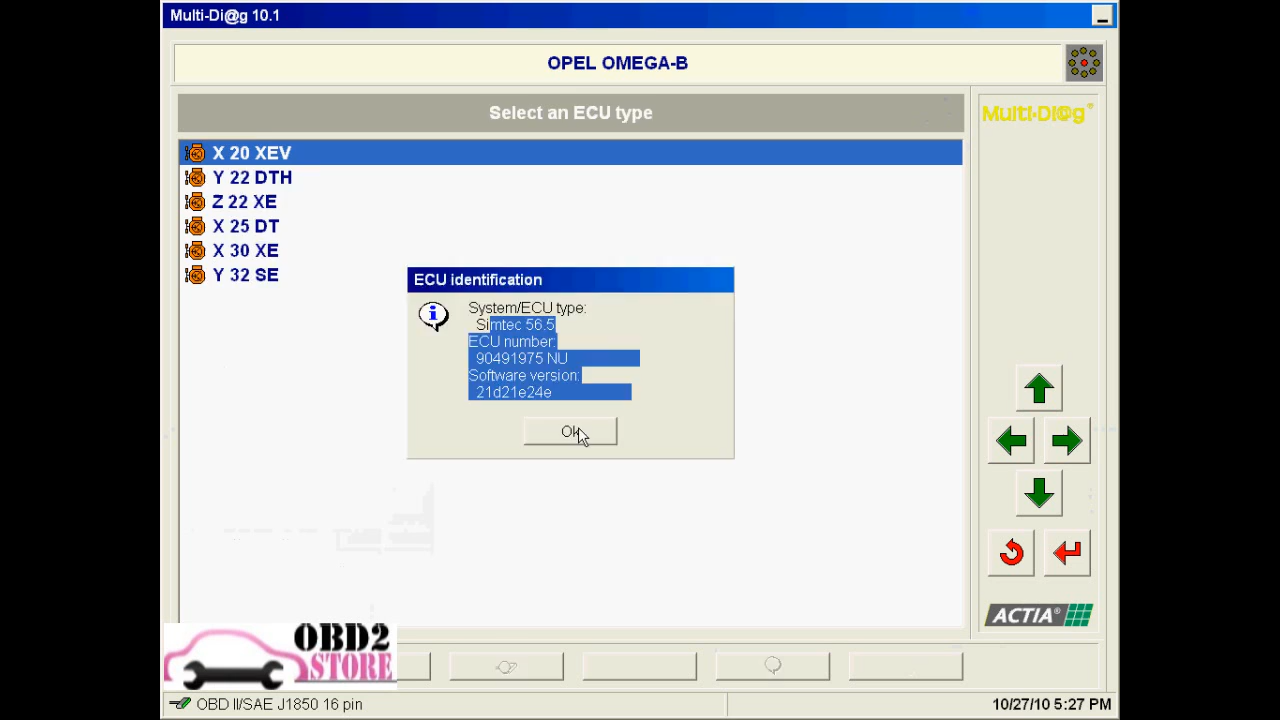 Multi-Di@g 10.1
OPEL OMEGA-B
Select an ECU type
Multi-Di@g®
X 20 XEV
Y 22 DTH
Z 22 XE
X 25 DT
X 30 XE
Y 32 SE
ECU identification
System/ECU type:
Simtec 56.5
ECU number:
90491975 NU
Software version:
21d21e24e
Ok
ACTIA®
OBD2
STORE
OBD II/SAE J1850 16 pin
10/27/10 5:27 PM